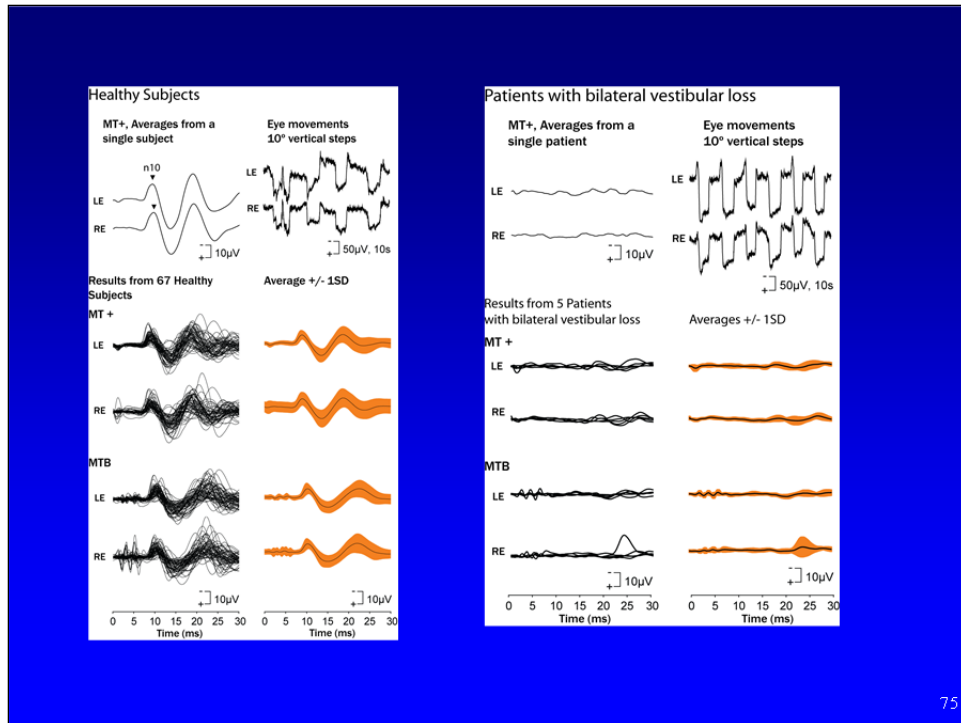 Healthy Subjects
MT+, Averages from a
single subject
Eye movements
10º vertical steps
n10
LE
RE
LE
RE
- +
10µV
- +
50µV, 10s
Results from 67 Healthy
Subjects
Average +/- 1SD
MT +
LE
RE
MTB
LE
RE
- +
10µV
- +
10µV
0 5 10 15 20 25 30
Time (ms)
0 5 10 15 20 25 30
Time (ms)
Patients with bilateral vestibular loss
MT+, Averages from a
single patient
Eye movements
10º vertical steps
LE
RE
LE
RE
- +
10µV
- +
50µV, 10s
Results from 5 Patients
with bilateral vestibular loss
Averages +/- 1SD
MT +
LE
RE
MTB
LE
RE
- +
10µV
- +
10µV
0 5 10 15 20 25 30
Time (ms)
0 5 10 15 20 25 30
Time (ms)
75